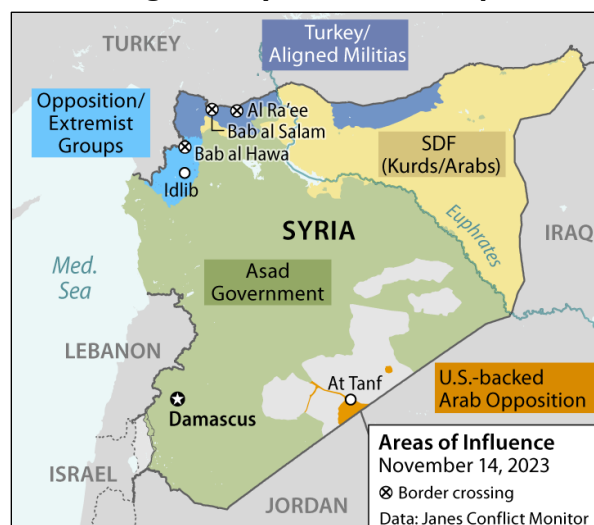 TURKEY
Turkey/
Aligned Militias
Opposition/
Extremist
Groups
Al Ra'ee
Bab al Salam
Bab al Hawa
Idlib
SDF
(Kurds/Arabs)
SYRIA
Euphrates
IRAQ
Med.
Sea
Asad
Government
LEBANON
At Tanf
U.S.-backed
Arab Opposition
Damascus
Areas of Influence
November 14, 2023
Border crossing
Data: Janes Conflict Monitor
ISRAEL
JORDAN